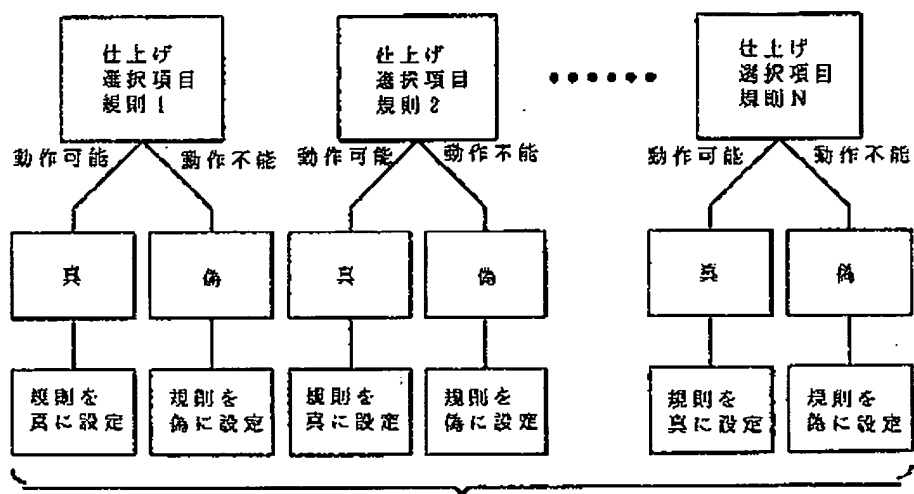 仕上げ
選択項目
規則1
仕上げ
選択項目
規則2
仕上げ
選択項目
規則N
動作可能
動作不能
動作可能
動作不能
動作可能
動作不能
真
偽
真
偽
真
偽
規則を
真に設定
規則を
偽に設定
規則を
真に設定
規則を
偽に設定
規則を
真に設定
規則を
偽に設定